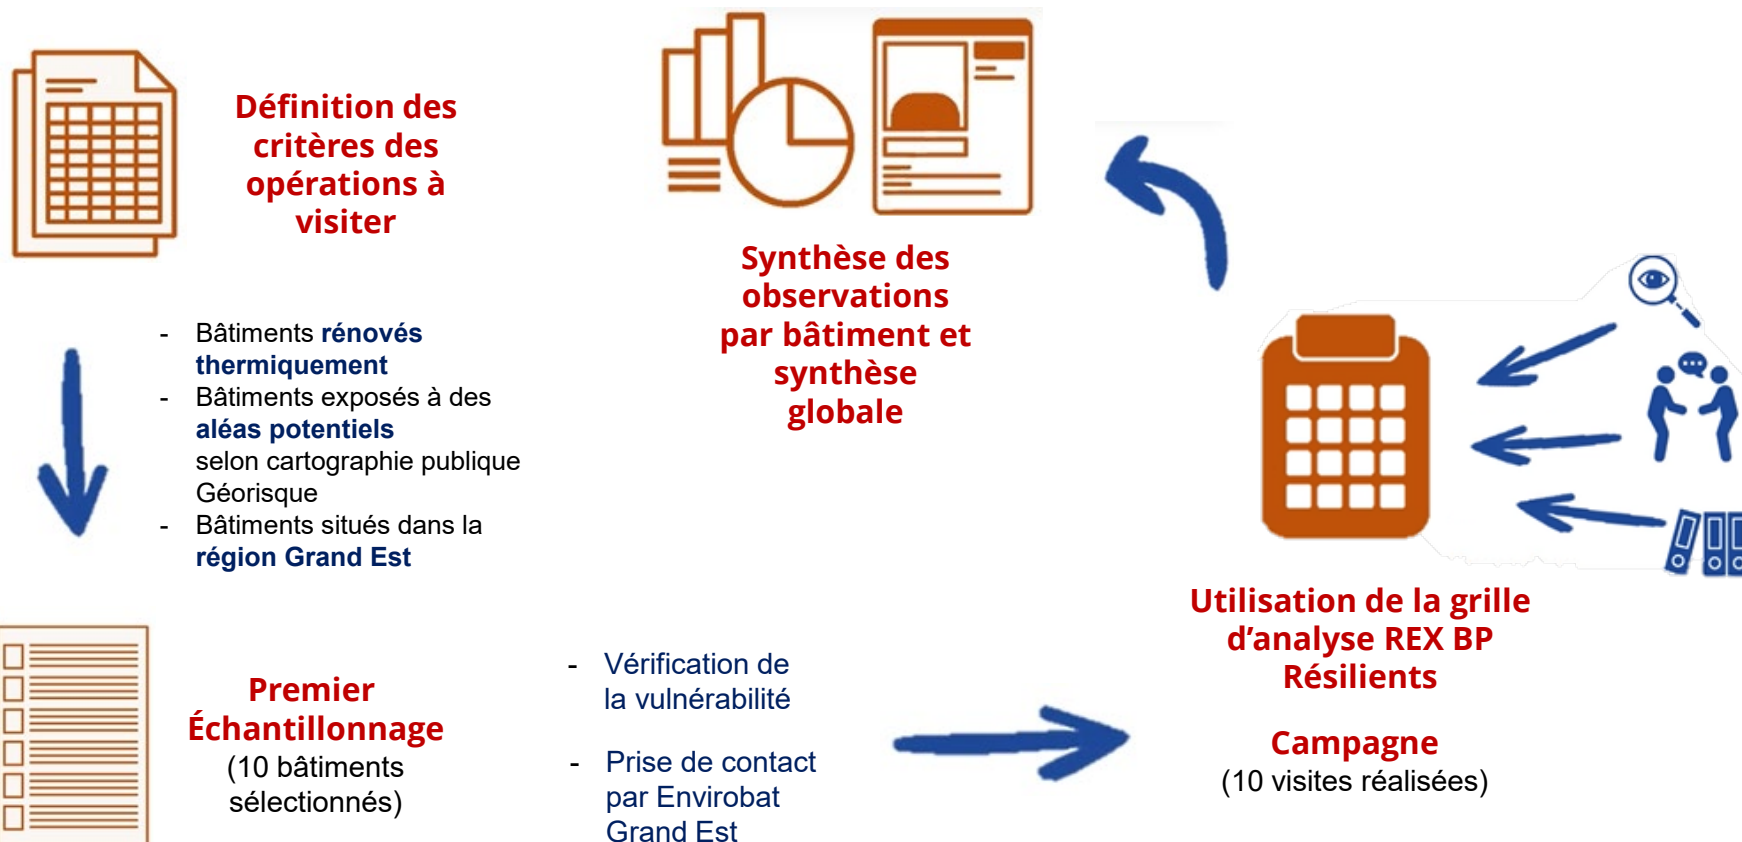 Définition des
critères des
opérations à
visiter
- Bâtiments rénovés
thermiquement
- Bâtiments exposés à des
aléas potentiels
selon cartographie publique
Géorisque
- Bâtiments situés dans la
région Grand Est
Premier
Échantillonnage
(10 bâtiments
sélectionnés)
- Vérification de
la vulnérabilité
- Prise de contact
par Envirobat
Grand Est
Utilisation de la grille
d’analyse REX BP
Résilients
Campagne
(10 visites réalisées)
Synthèse des
observations
par bâtiment et
synthèse
globale